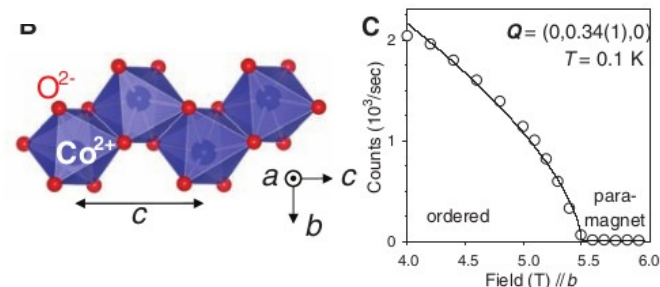 O²⁻
Co²⁺
c
a
c
b
C
Q = (0,0.34(1),0)
T = 0.1 K
Counts (10³/sec)
2
1
0
ordered
para-
magnet
4.0 4.5 5.0 5.5 6.0
Field (T) // b